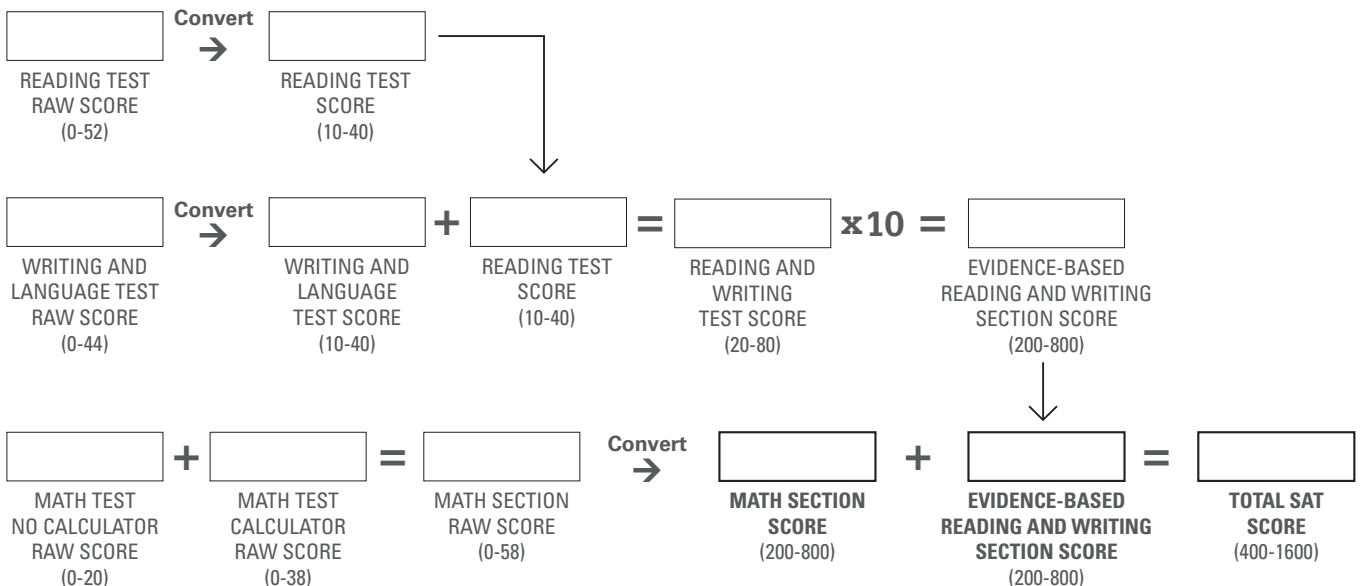 Convert
→
READING TEST
RAW SCORE
(0-52)
READING TEST
SCORE
(10-40)
Convert
→
+
=
x10 =
WRITING AND
LANGUAGE TEST
RAW SCORE
(0-44)
WRITING AND
LANGUAGE
TEST SCORE
(10-40)
READING TEST
SCORE
(10-40)
READING AND
WRITING
TEST SCORE
(20-80)
EVIDENCE-BASED
READING AND WRITING
SECTION SCORE
(200-800)
+
=
Convert
→
+
=
MATH TEST
NO CALCULATOR
RAW SCORE
(0-20)
MATH TEST
CALCULATOR
RAW SCORE
(0-38)
MATH SECTION
RAW SCORE
(0-58)
MATH SECTION
SCORE
(200-800)
EVIDENCE-BASED
READING AND WRITING
SECTION SCORE
(200-800)
TOTAL SAT
SCORE
(400-1600)